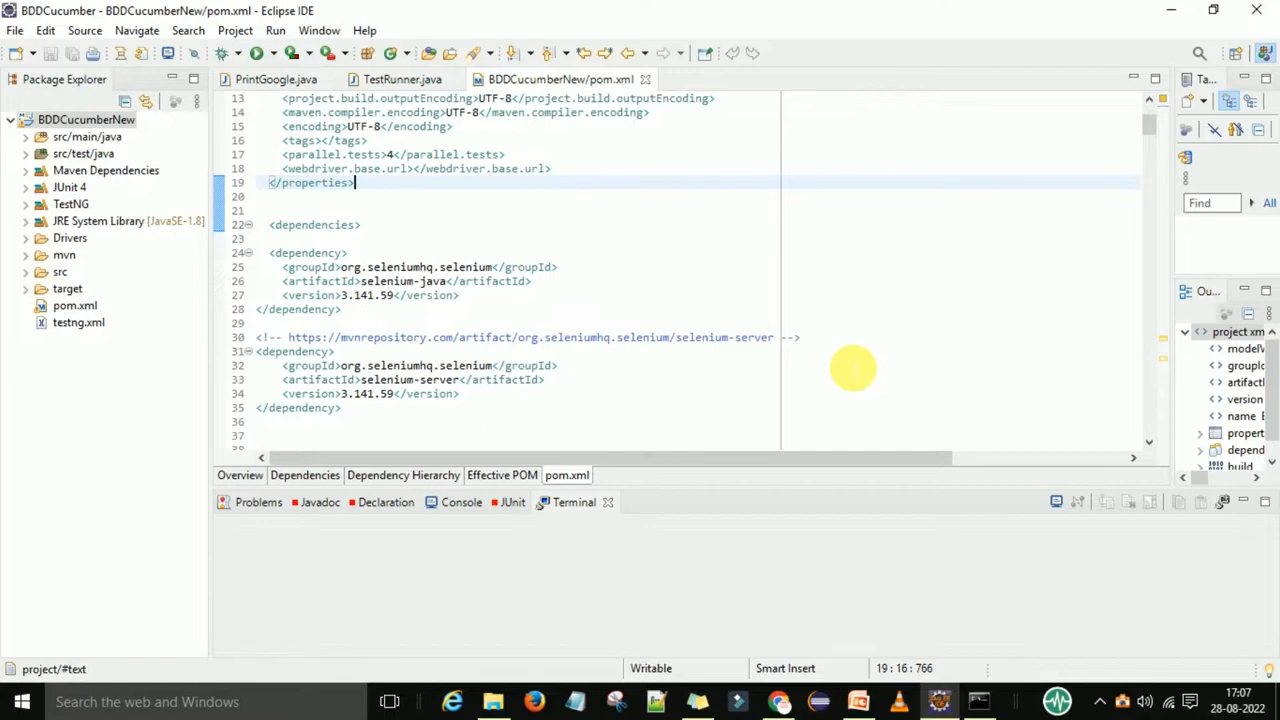 BDDCucumber - BDDCucumberNew/pom.xml - Eclipse IDE
File Edit Source Navigate Search Project Run Window Help
Package Explorer
PrintGoogle.java TestRunner.java BDDCucumberNew/pom.xml
Ta...
BDDCucumberNew
src/main/java
src/test/java
Maven Dependencies
JUnit 4
TestNG
JRE System Library [JavaSE-1.8]
Drivers
mvn
src
target
pom.xml
testng.xml
13 <project.build.outputEncoding>UTF-8</project.build.outputEncoding>
14 <maven.compiler.encoding>UTF-8</maven.compiler.encoding>
15 <encoding>UTF-8</encoding>
16 <tags></tags>
17 <parallel.tests>4</parallel.tests>
18 <webdriver.base.url></webdriver.base.url>
19 </properties>
20
21
22 <dependencies>
23
24 <dependency>
25 <groupId>org.seleniumhq.selenium</groupId>
26 <artifactId>selenium-java</artifactId>
27 <version>3.141.59</version>
28 </dependency>
29
30 <!-- https://mvnrepository.com/artifact/org.seleniumhq.selenium/selenium-server -->
31 <dependency>
32 <groupId>org.seleniumhq.selenium</groupId>
33 <artifactId>selenium-server</artifactId>
34 <version>3.141.59</version>
35 </dependency>
36
37
Find All
Ou...
project xm
modelV
groupId
artifactI
version
name
propert
depend
build
Overview Dependencies Dependency Hierarchy Effective POM pom.xml
Problems Javadoc Declaration Console JUnit Terminal
project/#text
Writable Smart Insert 19 : 16 : 766
Search the web and Windows
17:07
28-08-2022